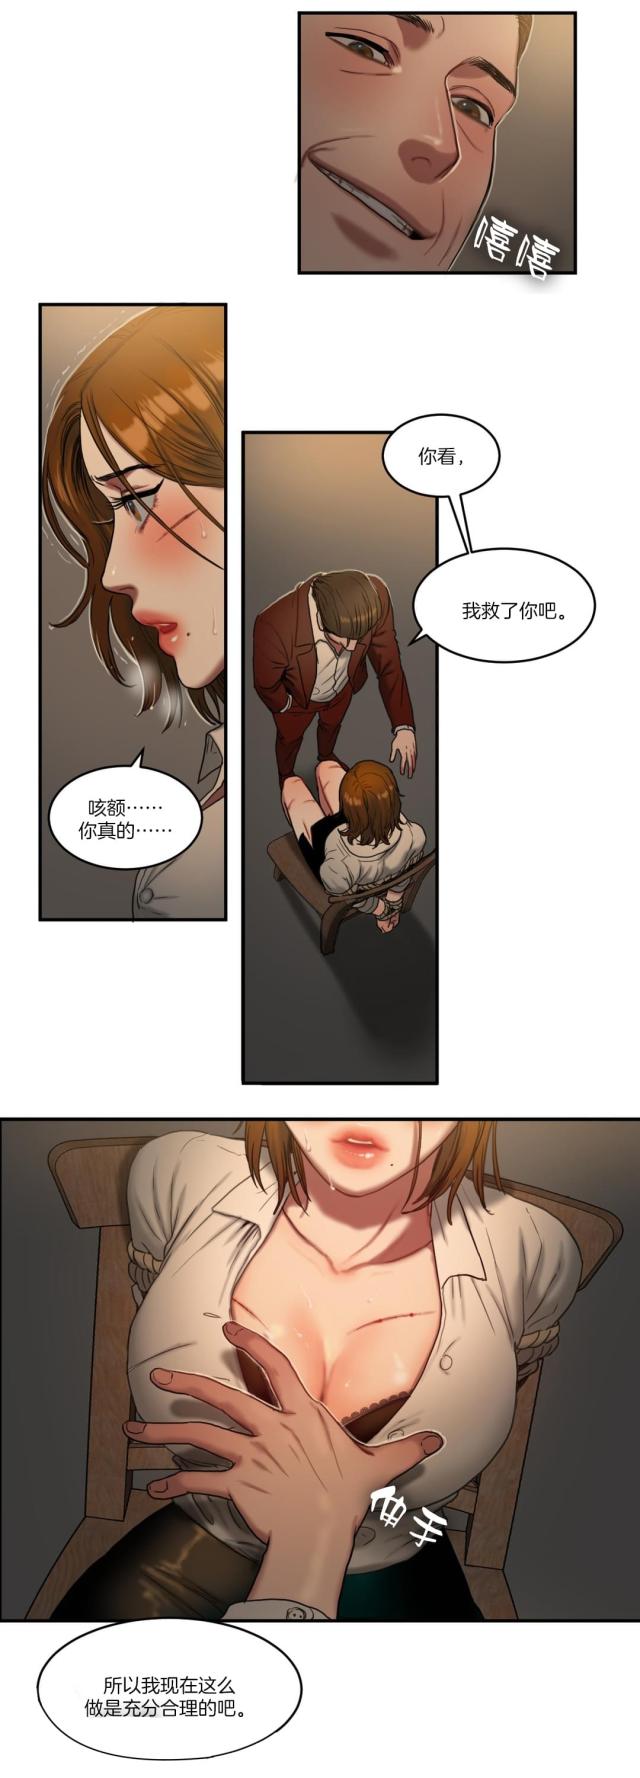 嘻嘻
你看，
我救了你吧。
咳额……
你真的……
伸手
所以我现在这么
做是充分合理的吧。